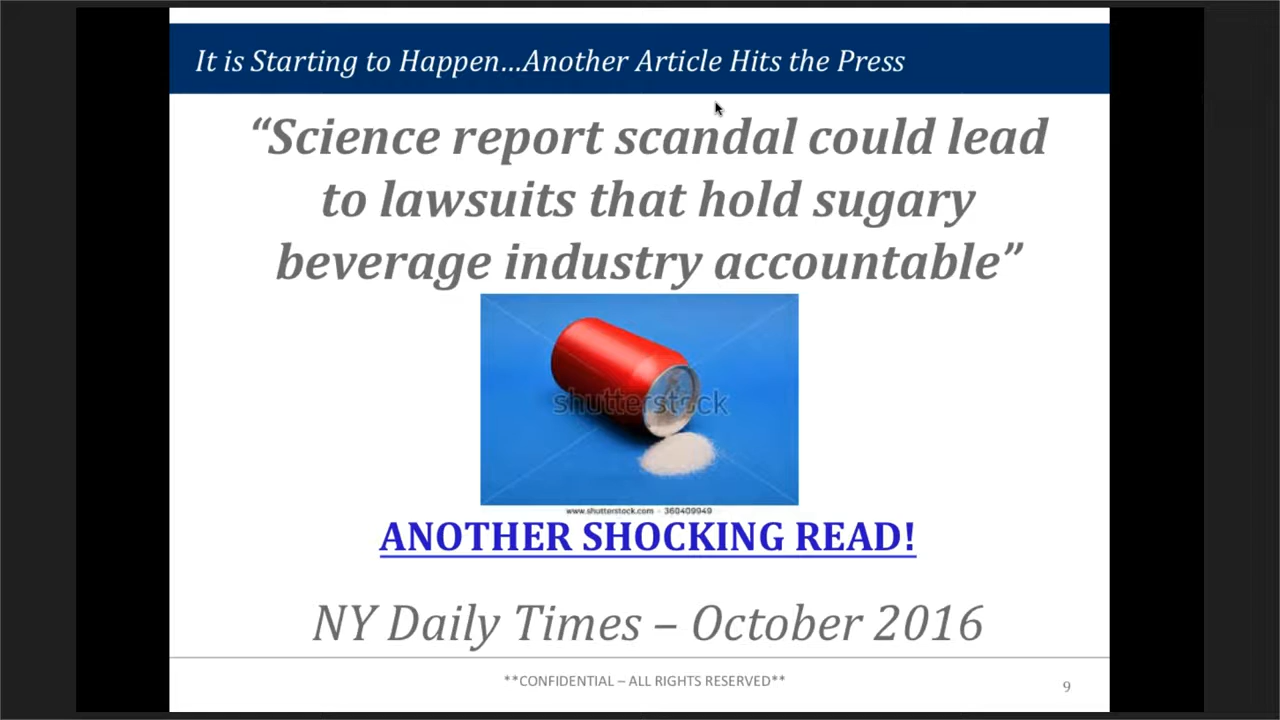 It is Starting to Happen...Another Article Hits the Press
“Science report scandal could lead
to lawsuits that hold sugary
beverage industry accountable”
shutterstock
www.shutterstock.com · 360409949
ANOTHER SHOCKING READ!
NY Daily Times – October 2016
**CONFIDENTIAL – ALL RIGHTS RESERVED**
9